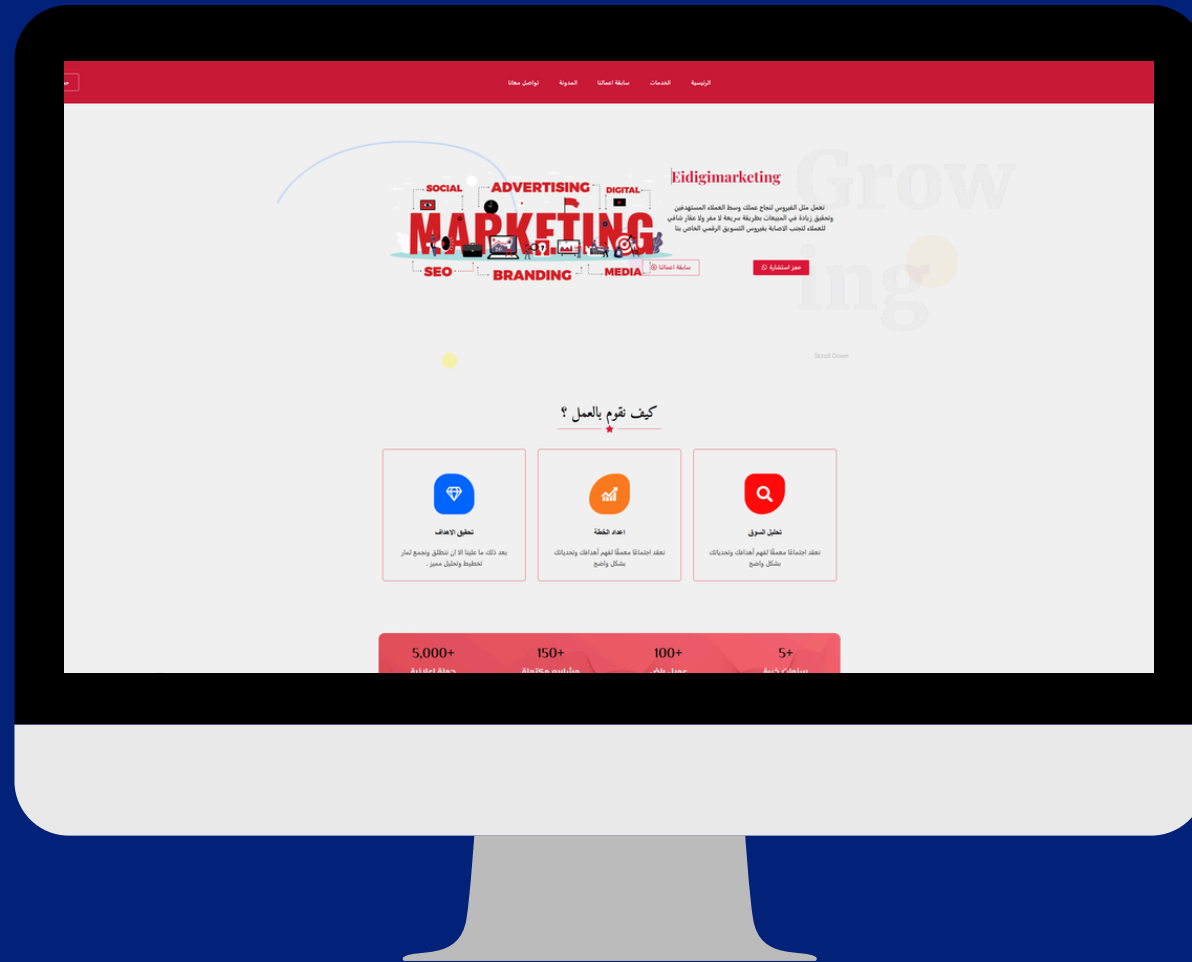 الرئيسية
الخدمات
سابقة اعمالنا
المدونة
تواصل معانا
Grow
ing
Eidigimarketing
نعمل مثل الفيروس لنجاح عملك وسط العملاء المستهدفين
وتحقيق زيادة في المبيعات بطريقة سريعة لا مفر ولا عقار شافي
للعملاء لتجنب الاصابة بفيروس التسويق الرقمي الخاص بنا
حجز استشارة
سابقة اعمالنا
SOCIAL
ADVERTISING
DIGITAL
MARKETING
SEO
BRANDING
MEDIA
Scroll Down
كيف نقوم بالعمل ؟
تحليل السوق
نعقد اجتماعًا معمقًا لفهم أهدافك وتحدياتك
بشكل واضح
اعداد الخطة
نعقد اجتماعًا معمقًا لفهم أهدافك وتحدياتك
بشكل واضح
تحقيق الاهداف
بعد ذلك ما علينا الا ان ننطلق ونجمع ثمار
تخطيط وتحليل مميز .
5+
100+
150+
5,000+